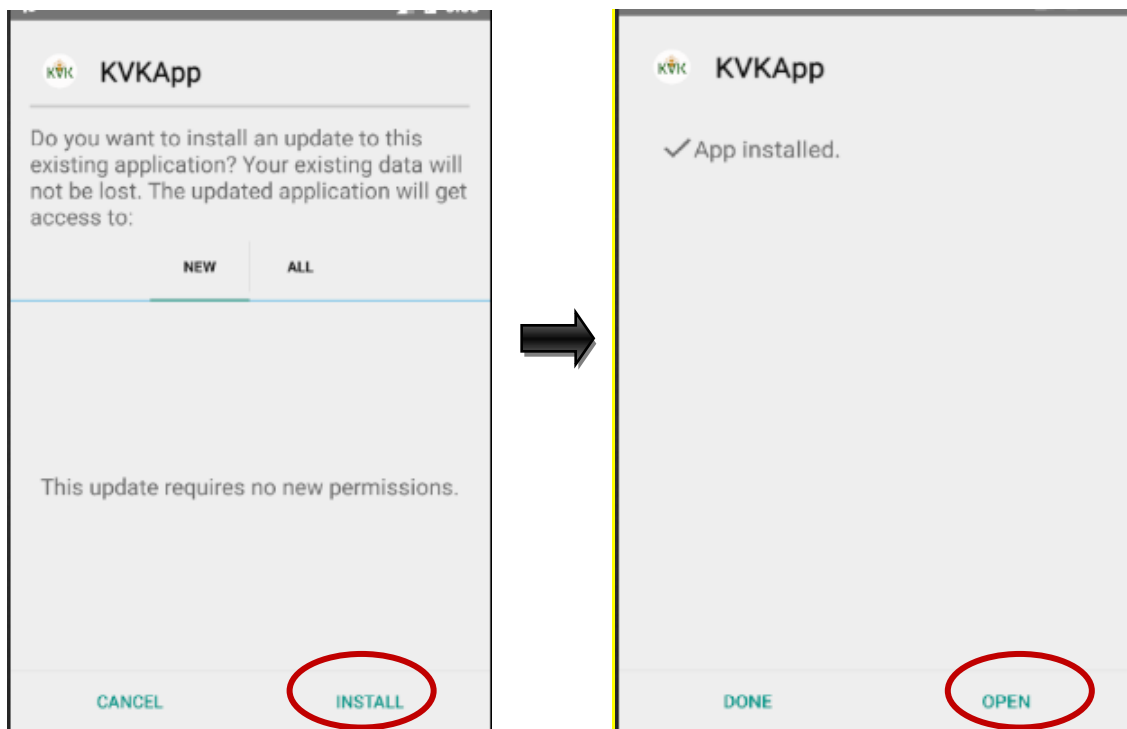 KVK KVKApp
Do you want to install an update to this
existing application? Your existing data will
not be lost. The updated application will get
access to:
NEW ALL
This update requires no new permissions.
CANCEL INSTALL
KVK KVKApp
App installed.
DONE OPEN